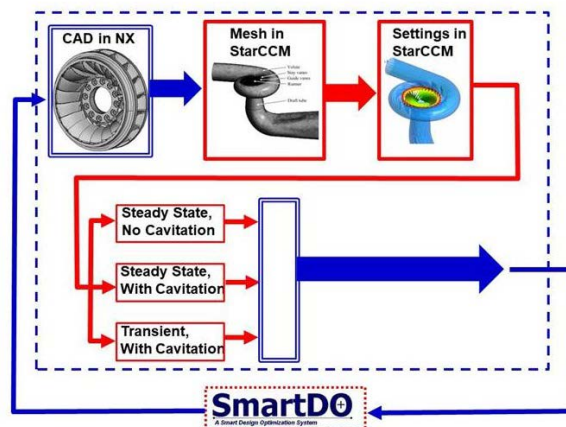 CAD in NX
Mesh in
StarCCM
Settings in
StarCCM
Volute
Stay vanes
Guide vanes
Runner
Draft tube
Steady State,
No Cavitation
Steady State,
With Cavitation
Transient,
With Cavitation
SmartDO
A Smart Design Optimization System